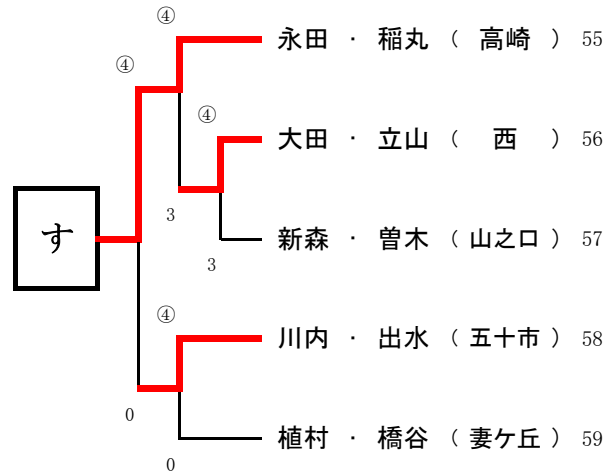 ④
永田 ・ 稲丸 （ 高崎 ） 55
④
④
大田 ・ 立山 （ 西 ） 56
3
す
新森 ・ 曽木 （ 山之口 ） 57
3
④
川内 ・ 出水 （ 五十市 ） 58
0
植村 ・ 橋谷 （ 妻ケ丘 ） 59
0